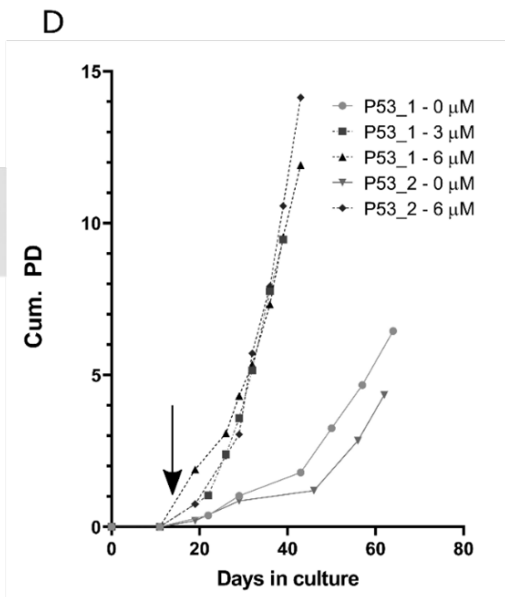 D
15
10
5
0
Cum. PD
P53_1 - 0 μM
P53_1 - 3 μM
P53_1 - 6 μM
P53_2 - 0 μM
P53_2 - 6 μM
0 20 40 60 80
Days in culture